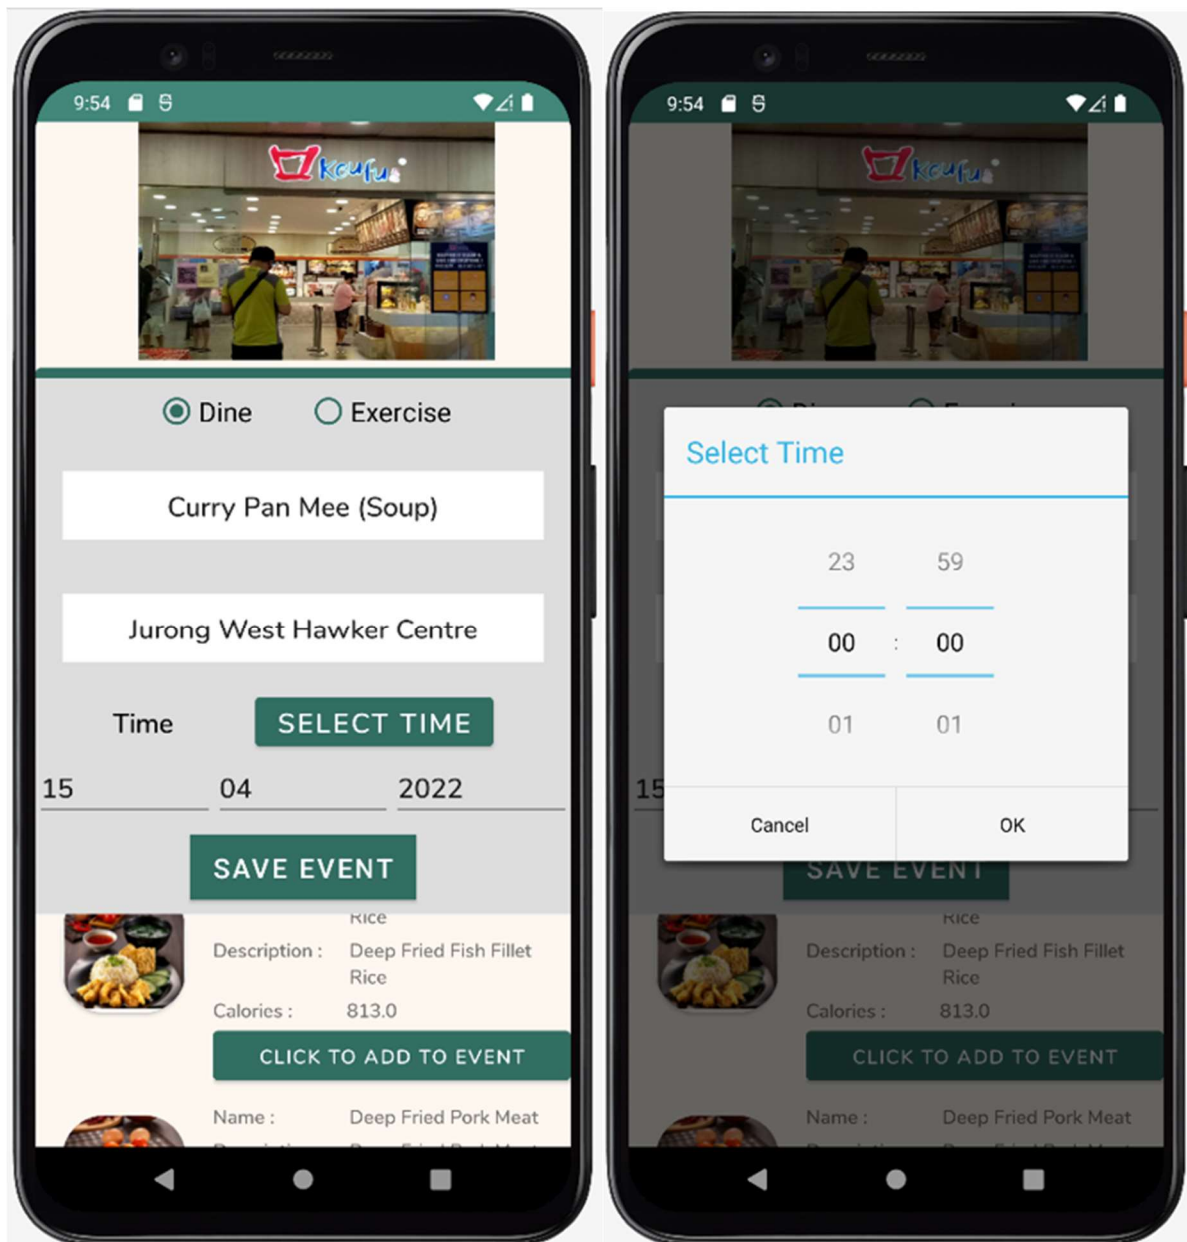 9:54
Koufu
Dine
Exercise
Curry Pan Mee (Soup)
Jurong West Hawker Centre
Time
SELECT TIME
15
04
2022
SAVE EVENT
Rice
Description :
Deep Fried Fish Fillet
Rice
Calories :
813.0
CLICK TO ADD TO EVENT
Name :
Deep Fried Pork Meat
9:54
Koufu
Select Time
23
59
00
:
00
01
01
15
Cancel
OK
SAVE EVENT
Rice
Description :
Deep Fried Fish Fillet
Rice
Calories :
813.0
CLICK TO ADD TO EVENT
Name :
Deep Fried Pork Meat